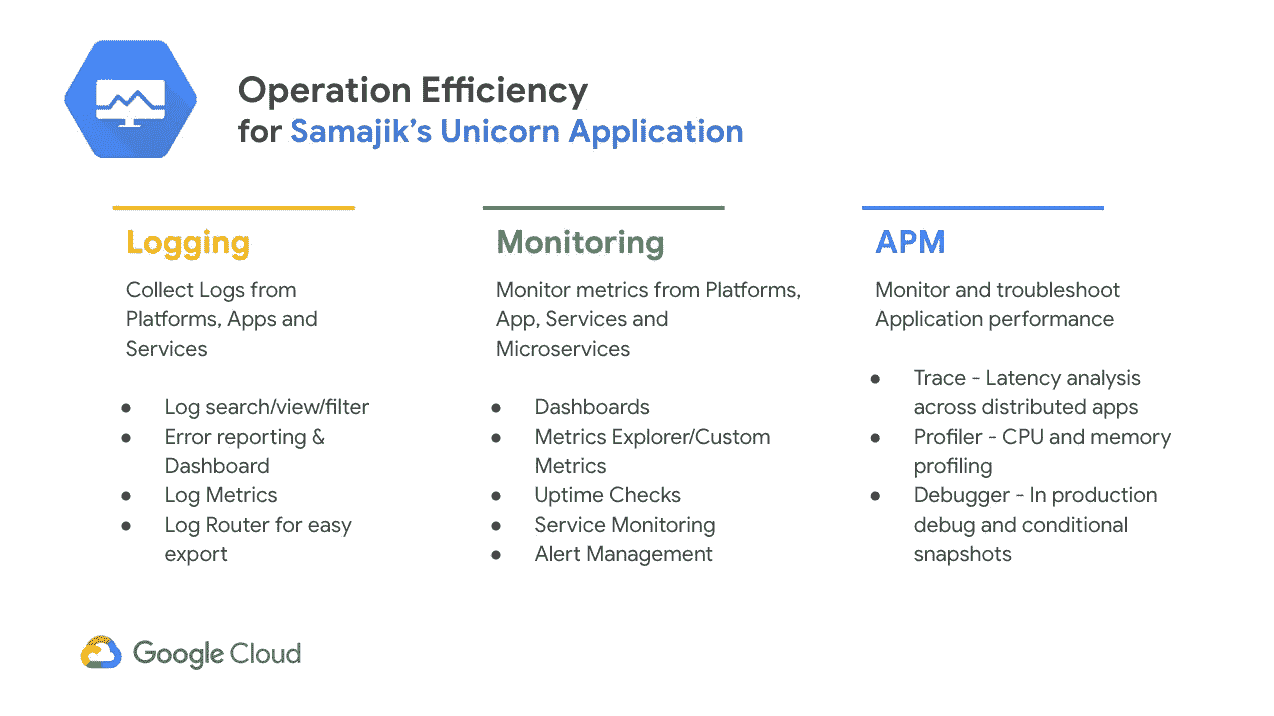 Operation Efficiency
for Samajik's Unicorn Application
Logging
Collect Logs from
Platforms, Apps and
Services
● Log search/view/filter
● Error reporting &
Dashboard
● Log Metrics
● Log Router for easy
export
Monitoring
Monitor metrics from Platforms,
App, Services and
Microservices
● Dashboards
● Metrics Explorer/Custom
Metrics
● Uptime Checks
● Service Monitoring
● Alert Management
APM
Monitor and troubleshoot
Application performance
● Trace - Latency analysis
across distributed apps
● Profiler - CPU and memory
profiling
● Debugger - In production
debug and conditional
snapshots
Google Cloud